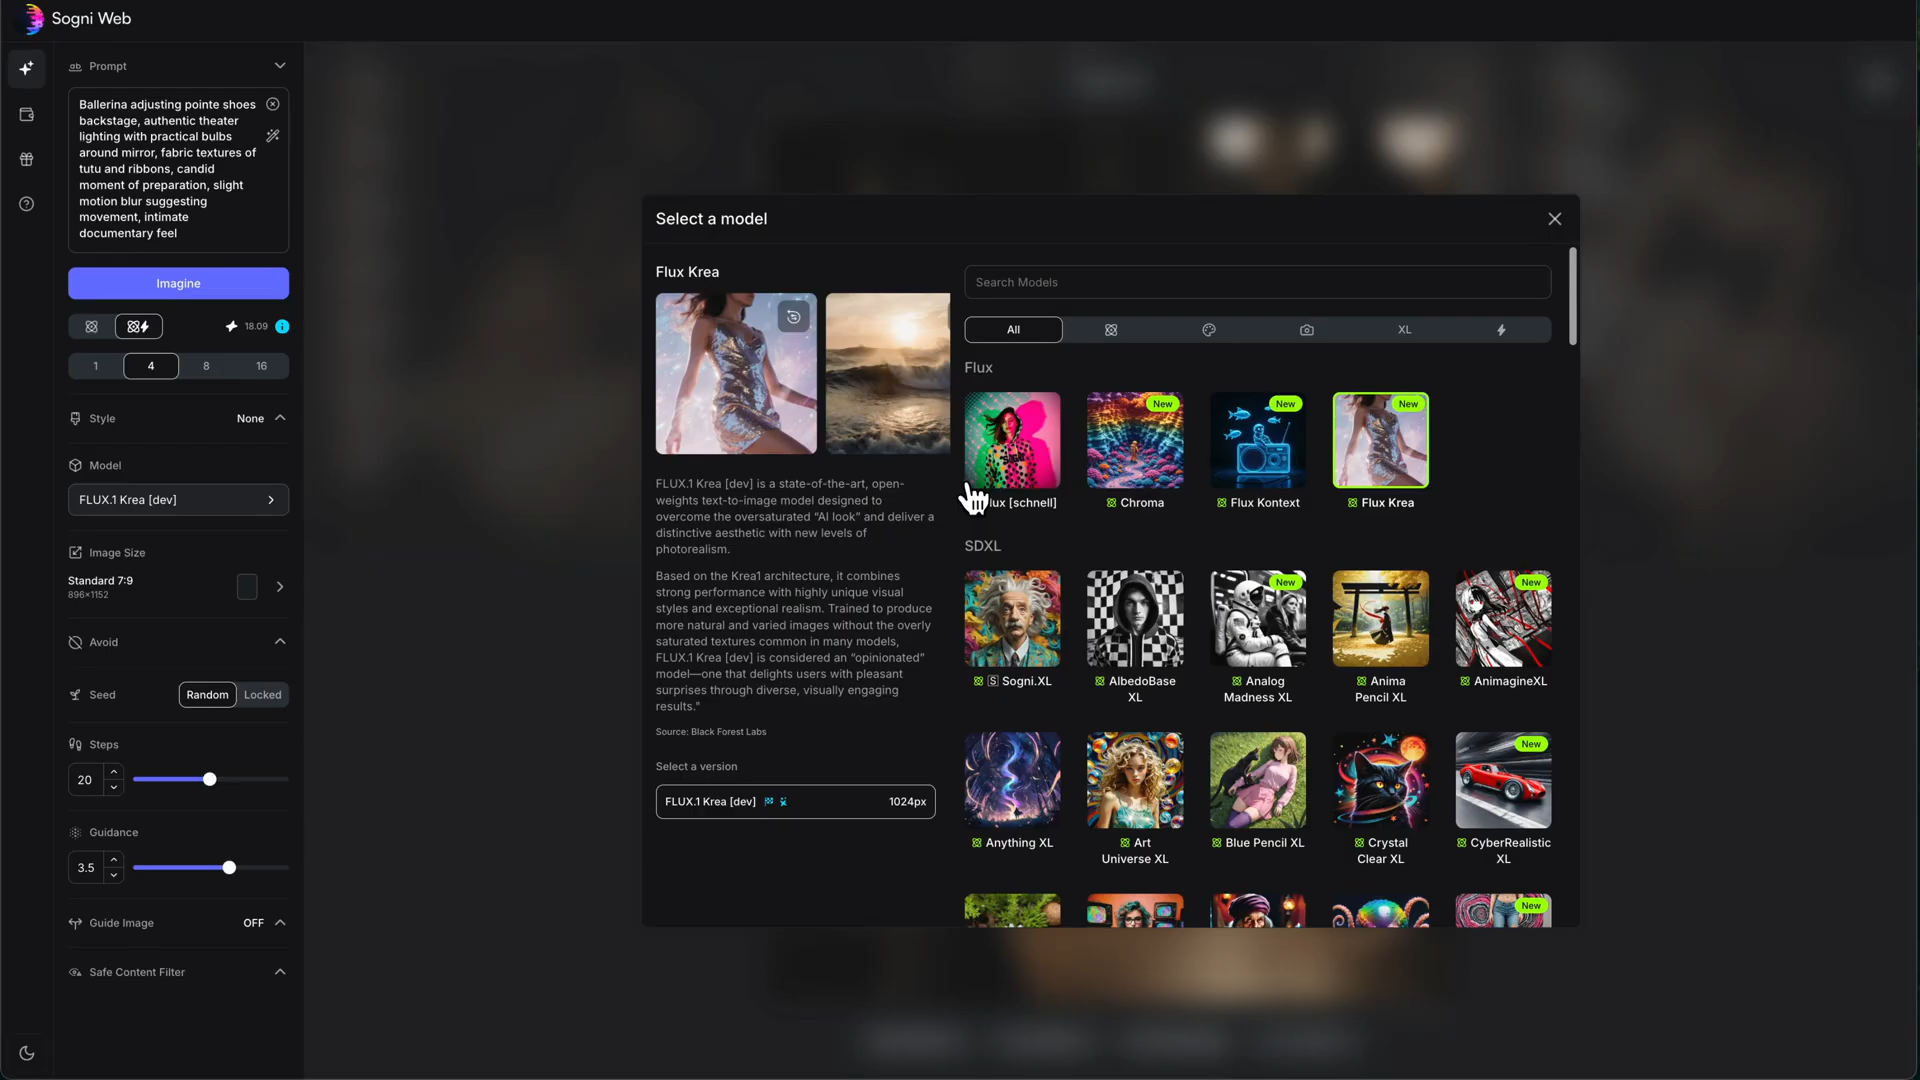 Sogni Web
Prompt
Ballerina adjusting pointe shoes
backstage, authentic theater
lighting with practical bulbs
around mirror, fabric textures of
tutu and ribbons, candid
moment of preparation, slight
motion blur suggesting
movement, intimate
documentary feel
Imagine
18.09
1 4 8 16
Style None
Model
FLUX.1 Krea [dev]
Image Size
Standard 7:9
896×1152
Avoid
Seed Random Locked
Steps
20
Guidance
3.5
Guide Image OFF
Safe Content Filter
Select a model
Flux Krea
FLUX.1 Krea [dev] is a state-of-the-art, open-
weights text-to-image model designed to
overcome the oversaturated “AI look” and deliver a
distinctive aesthetic with new levels of
photorealism.
Based on the Krea1 architecture, it combines
strong performance with highly unique visual
styles and exceptional realism. Trained to produce
more natural and varied images without the overly
saturated textures common in many models,
FLUX.1 Krea [dev] is considered an “opinionated”
model—one that delights users with pleasant
surprises through diverse, visually engaging
results."
Source: Black Forest Labs
Select a version
FLUX.1 Krea [dev] 1024px
Search Models
All XL
Flux
New New New
lux [schnell] Chroma Flux Kontext Flux Krea
SDXL
New New
S Sogni.XL AlbedoBase XL Analog Madness XL Anima Pencil XL AnimagineXL
New
Anything XL Art Universe XL Blue Pencil XL Crystal Clear XL CyberRealistic XL
New